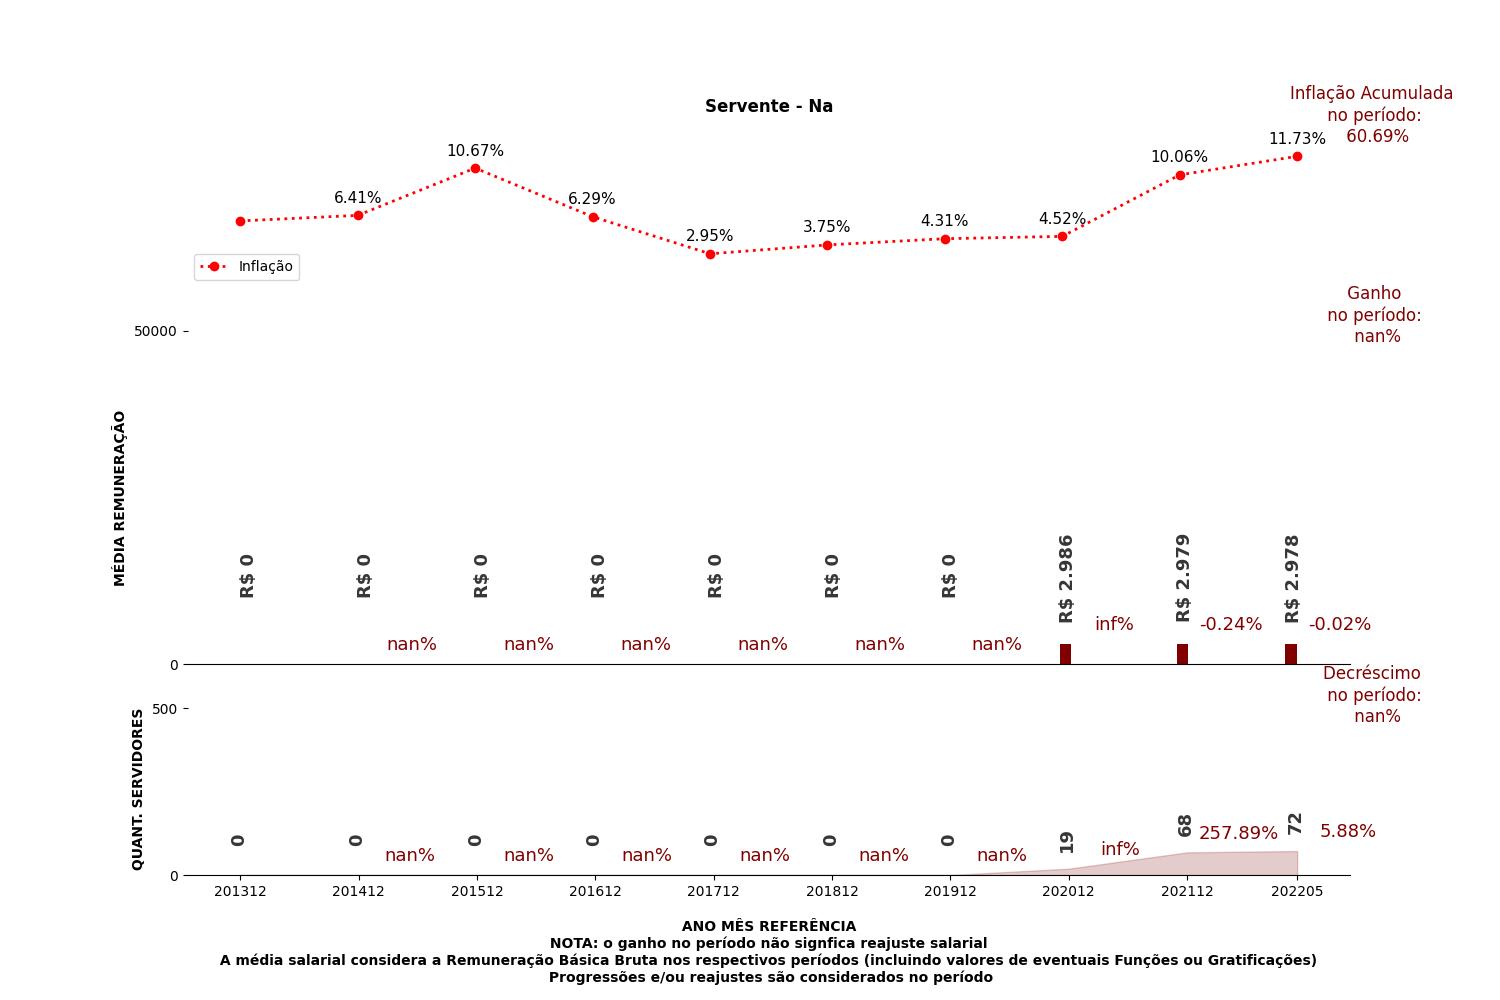 Servente - Na
Inflação Acumulada
no período:
60.69%
6.41%
10.67%
6.29%
2.95%
3.75%
4.31%
4.52%
10.06%
11.73%
Inflação
Ganho
no período:
nan%
50000
MÉDIA REMUNERAÇÃO
R$ 0
R$ 0
R$ 0
R$ 0
R$ 0
R$ 0
R$ 0
R$ 2.986
R$ 2.979
R$ 2.978
nan%
nan%
nan%
nan%
nan%
nan%
inf%
-0.24%
-0.02%
0
Decréscimo
no período:
nan%
500
QUANT. SERVIDORES
0
0
0
0
0
0
0
19
68
72
nan%
nan%
nan%
nan%
nan%
nan%
inf%
257.89%
5.88%
0
201312
201412
201512
201612
201712
201812
201912
202012
202112
202205
ANO MÊS REFERÊNCIA
NOTA: o ganho no período não signfica reajuste salarial
A média salarial considera a Remuneração Básica Bruta nos respectivos períodos (incluindo valores de eventuais Funções ou Gratificações)
Progressões e/ou reajustes são considerados no período